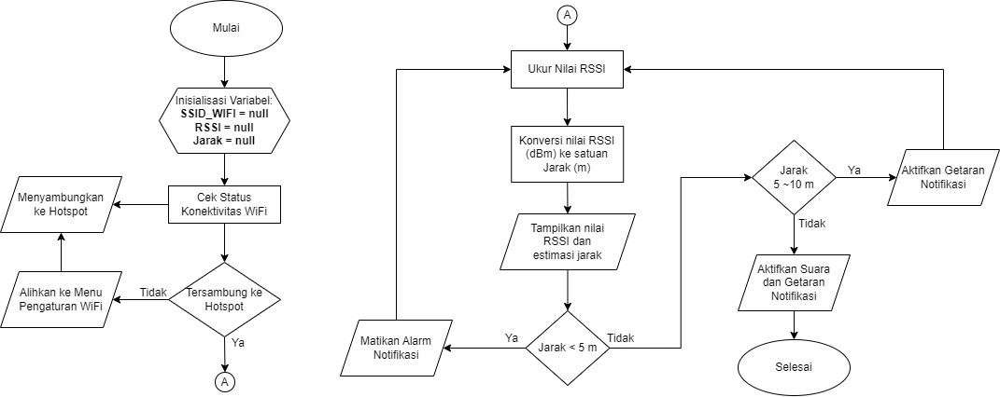 Mulai
Inisialisasi Variabel:
SSID_WIFI = null
RSSI = null
Jarak = null
Cek Status
Konektivitas WiFi
Menyambungkan
ke Hotspot
Alihkan ke Menu
Pengaturan WiFi
Tidak
Tersambung ke
Hotspot
Ya
A
A
Ukur Nilai RSSI
Konversi nilai RSSI
(dBm) ke satuan
Jarak (m)
Tampilkan nilai
RSSI dan
estimasi jarak
Jarak < 5 m
Ya
Tidak
Matikan Alarm
Notifikasi
Jarak
5 ~10 m
Ya
Aktifkan Getaran
Notifikasi
Tidak
Aktifkan Suara
dan Getaran
Notifikasi
Selesai